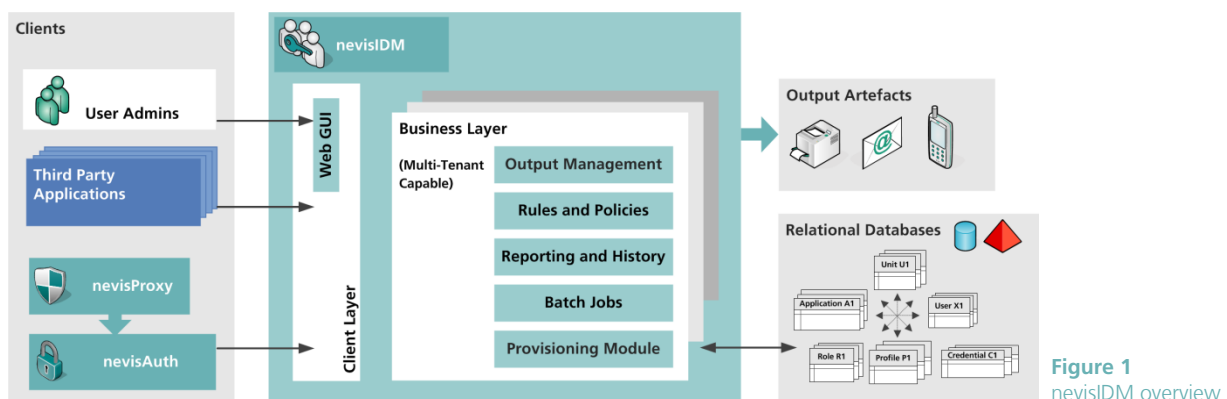 Clients
User Admins
Third Party
Applications
nevisProxy
nevisAuth
nevisIDM
Web GUI
Client Layer
Business Layer
(Multi-Tenant
Capable)
Output Management
Rules and Policies
Reporting and History
Batch Jobs
Provisioning Module
Output Artefacts
@
Relational Databases
Unit U1
Application A1
User X1
Role R1
Profile P1
Credential C1
Figure 1
nevisIDM overview